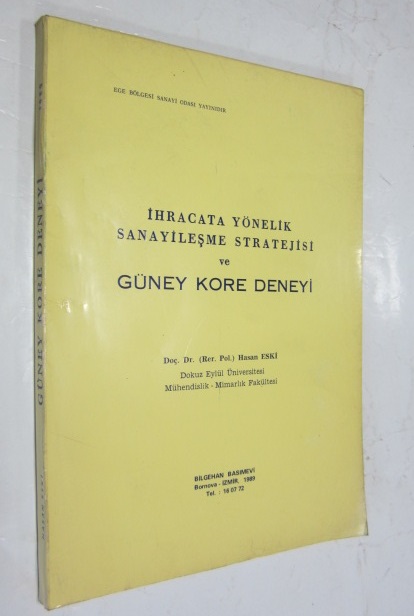 EGE BÖLGESİ SANAYİ ODASI YAYINIDIR
İHRACATA YÖNELİK
SANAYİLEŞME STRATEJİSİ
ve
GÜNEY KORE DENEYİ
Doç. Dr. (Rer. Pol.) Hasan ESKİ
Dokuz Eylül Üniversitesi
Mühendislik - Mimarlık Fakültesi
BİLGEHAN BASIMEVİ
Bornova - İZMİR, 1989
Tel. : 16 07 72
GÜNEY KORE DENEYİ